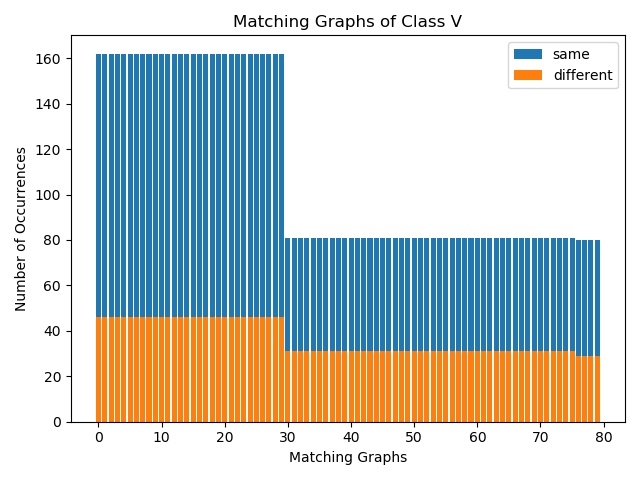 Matching Graphs of Class V
same
different
Number of Occurrences
160
140
120
100
80
60
40
20
0
0 10 20 30 40 50 60 70 80
Matching Graphs